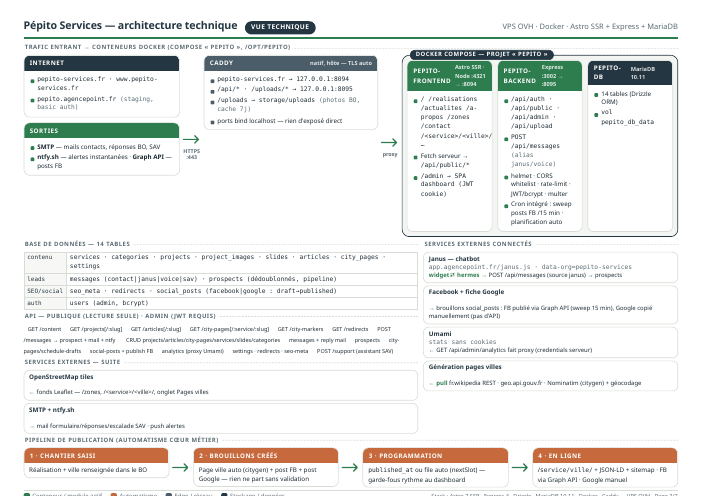 Pépito Services — architecture technique
VUE TECHNIQUE
VPS OVH · Docker · Astro SSR + Express + MariaDB
TRAFIC ENTRANT → CONTENEURS DOCKER (COMPOSE « PEPITO », /OPT/PEPITO)
INTERNET
pepito-services.fr · www.pepito-
services.fr
pepito.agencepoint.fr (staging,
basic auth)
SORTIES
SMTP — mails contacts, réponses BO, SAV
ntfy.sh — alertes instantanées · Graph API —
posts FB
HTTPS
:443
CADDY
natif, hôte — TLS auto
pepito-services.fr → 127.0.0.1:8094
/api/* · /uploads/* → 127.0.0.1:8095
/uploads → storage/uploads (photos BO,
cache 7j)
ports bind localhost — rien d'exposé direct
proxy
DOCKER COMPOSE — PROJET « PEPITO »
PEPITO-
FRONTEND
Astro SSR ·
Node :4321
→ :8094
/ /realisations
/actualites /a-
propos /zones
/contact
/<service>/<ville>/
…
Fetch serveur →
/api/public/*
/admin → SPA
dashboard (JWT
cookie)
PEPITO-
BACKEND
Express
:3002 →
:8095
/api/auth ·
/api/public ·
/api/admin ·
/api/upload
POST
/api/messages
(alias
janus/voice)
helmet · CORS
whitelist · rate-limit ·
JWT/bcrypt · multer
Cron intégré : sweep
posts FB /15 min ·
planification auto
PEPITO-
DB
MariaDB
10.11
14 tables (Drizzle
ORM)
vol
pepito_db_data
BASE DE DONNÉES — 14 TABLES
contenu
services · categories · projects · project_images · slides · articles · city_pages ·
settings
leads
messages (contact|janus|voice|sav) · prospects (dédoublonnés, pipeline)
SEO/social
seo_meta · redirects · social_posts (facebook|google : draft→published)
auth
users (admin, bcrypt)
API — PUBLIQUE (LECTURE SEULE) · ADMIN (JWT REQUIS)
GET /content GET /projects[/:slug] GET /articles[/:slug] GET /city-pages[/:service/:slug] GET /city-markers GET /redirects POST
/messages → prospect + mail + ntfy CRUD projects/articles/city-pages/services/slides/categories messages + reply mail prospects city-
pages/schedule-drafts social-posts + publish FB analytics (proxy Umami) settings · redirects · seo-meta POST /support (assistant SAV)
SERVICES EXTERNES — SUITE
OpenStreetMap tiles
← fonds Leaflet — /zones, /<service>/<ville>/, onglet Pages villes
SMTP + ntfy.sh
→ mail formulaire/réponses/escalade SAV · push alertes
SERVICES EXTERNES CONNECTÉS
Janus — chatbot
app.agencepoint.fr/janus.js · data-org=pepito-services
POST /api/messages (source janus) → prospects
Facebook + fiche Google
→ brouillons social_posts : FB publié via Graph API (sweep 15 min), Google copié
manuellement (pas d'API)
Umami
stats sans cookies
← GET /api/admin/analytics fait proxy (credentials serveur)
Génération pages villes
← pull fr.wikipedia REST · geo.api.gouv.fr · Nominatim (citygen) + géocodage
PIPELINE DE PUBLICATION (AUTOMATISME CŒUR MÉTIER)
1 · CHANTIER SAISI
Réalisation + ville renseignée dans le BO
2 · BROUILLONS CRÉÉS
Page ville auto (citygen) + post FB + post
Google — rien ne part sans validation
3 · PROGRAMMATION
published_at ou file auto (nextSlot) —
garde-fous rythme au dashboard
4 · EN LIGNE
/service/ville/ + JSON-LD + sitemap · FB
via Graph API · Google manuel